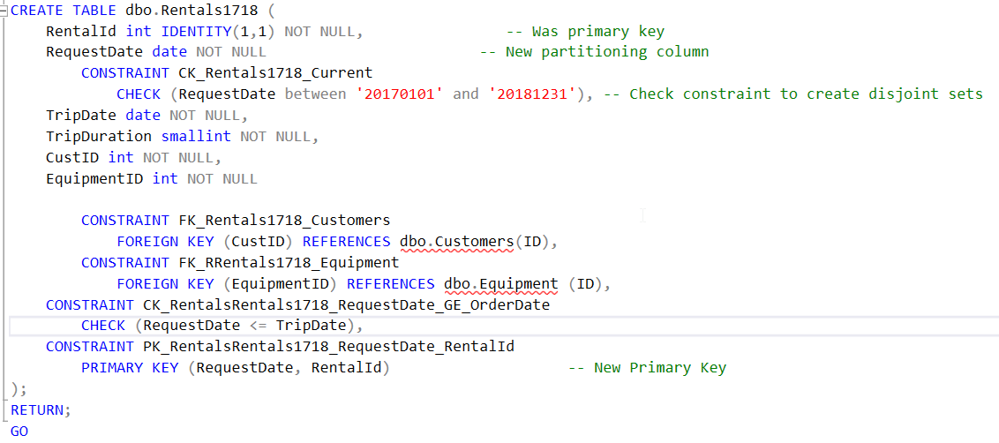 CREATE TABLE dbo.Rentals1718 (
RentalId int IDENTITY(1,1) NOT NULL, -- Was primary key
RequestDate date NOT NULL -- New partitioning column
CONSTRAINT CK_Rentals1718_Current
CHECK (RequestDate between '20170101' and '20181231'), -- Check constraint to create disjoint sets
TripDate date NOT NULL,
TripDuration smallint NOT NULL,
CustID int NOT NULL,
EquipmentID int NOT NULL
CONSTRAINT FK_Rentals1718_Customers
FOREIGN KEY (CustID) REFERENCES dbo.Customers(ID),
CONSTRAINT FK_RRentals1718_Equipment
FOREIGN KEY (EquipmentID) REFERENCES dbo.Equipment (ID),
CONSTRAINT CK_RentalsRentals1718_RequestDate_GE_OrderDate
CHECK (RequestDate <= TripDate),
CONSTRAINT PK_RentalsRentals1718_RequestDate_RentalId
PRIMARY KEY (RequestDate, RentalId) -- New Primary Key
);
RETURN;
GO